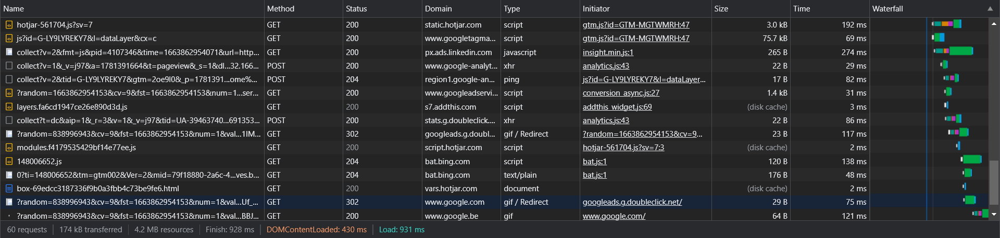 Name Method Status Domain Type Initiator Size Time Waterfall
hotjar-561704.js?sv=7 GET 200 static.hotjar.com script gtm.js?id=GTM-MGTWMRH:47 3.0 kB 192 ms
js?id=G-LY9LYREKY7&l=dataLayer&cx=c GET 200 www.googletagma... script gtm.js?id=GTM-MGTWMRH:47 75.7 kB 69 ms
collect?v=2&fmt=js&pid=4107346&time=1663862954071&url=http... GET 200 px.ads.linkedin.com javascript insight.min.js:1 265 B 274 ms
collect?v=1&_v=j97&a=1781391664&t=pageview&_s=1&dl...32.166... POST 200 www.google-analyt... xhr analytics.js:43 22 B 29 ms
collect?v=2&tid=G-LY9LYREKY7&gtm=2oe9l0&_p=1781391...ome%... POST 204 region1.google-an... ping js?id=G-LY9LYREKY7&l=dataLayer... 17 B 82 ms
?random=1663862954153&cv=9&fst=1663862954153&num=1...ser... GET 200 www.googleadservi... script conversion_async.js:27 1.4 kB 31 ms
layers.fa6cd1947ce26e890d3d.js GET 200 s7.addthis.com script addthis_widget.js:69 (disk cache) 3 ms
collect?t=dc&aip=1&_r=3&v=1&_v=j97&tid=UA-39463740...691353... POST 200 stats.g.doubleclick.... xhr analytics.js:43 22 B 86 ms
?random=838996943&cv=9&fst=1663862954153&num=1&val...1IM... GET 302 googleads.g.doubl... gif / Redirect ?random=1663862954153&cv=9... 23 B 117 ms
modules.f4179535429bf14e77ee.js GET 200 script.hotjar.com script hotjar-561704.js?sv=7:3 (disk cache) 2 ms
148006652.js GET 204 bat.bing.com script bat.js:1 120 B 138 ms
0?ti=148006652&tm=gtm002&Ver=2&mid=79f18880-2a6c-4...ves.b... GET 204 bat.bing.com text/plain bat.js:1 176 B 48 ms
box-69edcc3187336f9b0a3fbb4c73be9fe6.html GET 200 vars.hotjar.com document (disk cache) 2 ms
?random=838996943&cv=9&fst=1663862954153&num=1&val...Uf_... GET 302 www.google.com gif / Redirect googleads.g.doubleclick.net/ 29 B 75 ms
?random=838996943&cv=9&fst=1663862954153&num=1&val...BBJ... GET 200 www.google.be gif www.google.com/ 64 B 121 ms
60 requests 174 kB transferred 4.2 MB resources Finish: 928 ms DOMContentLoaded: 430 ms Load: 931 ms